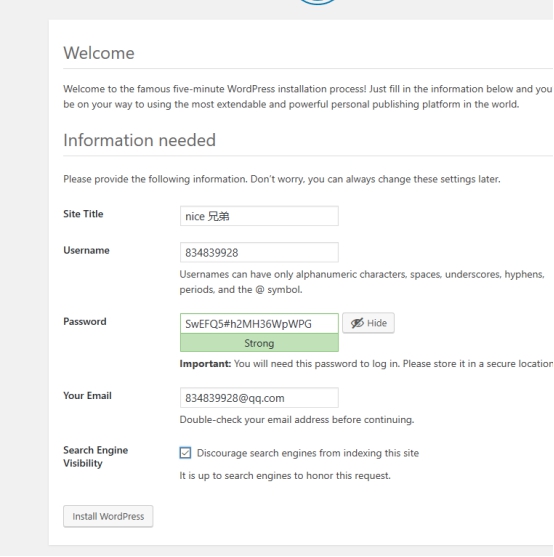 Welcome
Welcome to the famous five-minute WordPress installation process! Just fill in the information below and you
be on your way to using the most extendable and powerful personal publishing platform in the world.
Information needed
Please provide the following information. Don't worry, you can always change these settings later.
Site Title
nice 兄弟
Username
834839928
Usernames can have only alphanumeric characters, spaces, underscores, hyphens,
periods, and the @ symbol.
Password
SwEFQ5#h2MH36WpWPG
Hide
Strong
Important: You will need this password to log in. Please store it in a secure location
Your Email
834839928@qq.com
Double-check your email address before continuing.
Search Engine
Visibility
Discourage search engines from indexing this site
It is up to search engines to honor this request.
Install WordPress